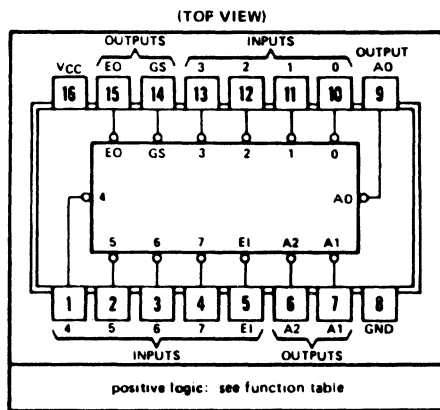 (TOP VIEW)
OUTPUTS INPUTS OUTPUT
VCC EO GS 3 2 1 0 A0
16 15 14 13 12 11 10 9
EO GS 3 2 1 0
4 A0
5 6 7 EI A2 A1
1 2 3 4 5 6 7 8
4 5 6 7 EI A2 A1 GND
INPUTS OUTPUTS
positive logic: see function table